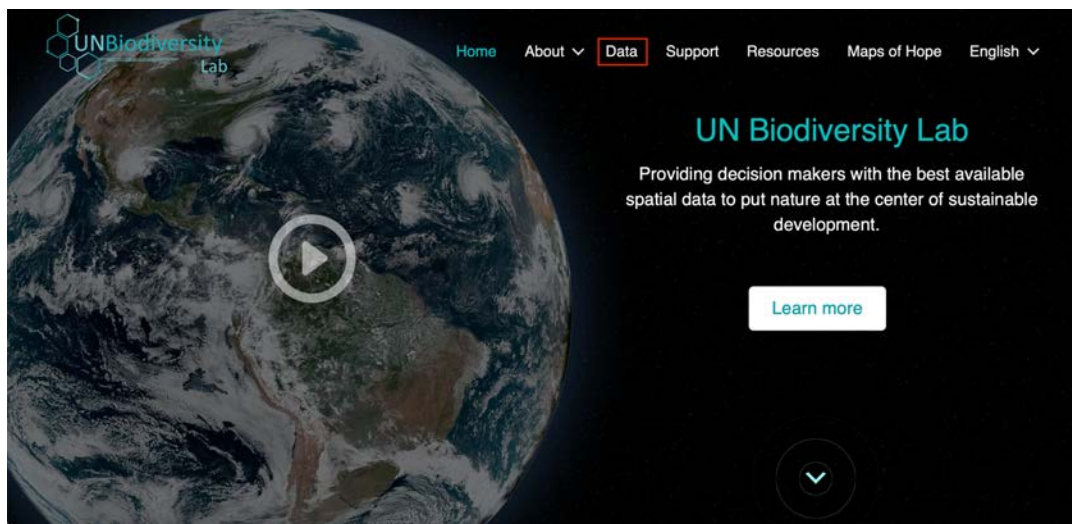 UNBiodiversity
Lab
Home About Data Support Resources Maps of Hope English
UN Biodiversity Lab
Providing decision makers with the best available
spatial data to put nature at the center of sustainable
development.
Learn more